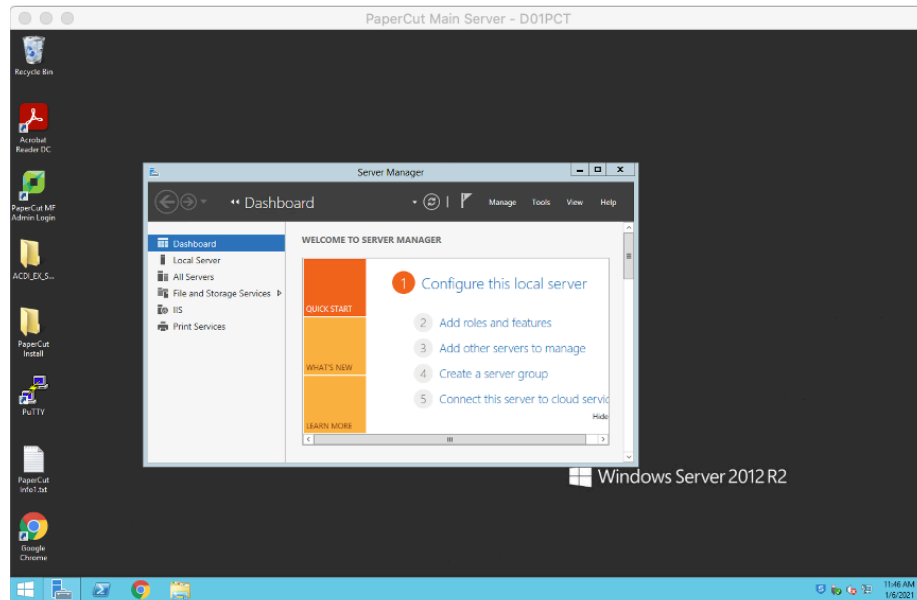 PaperCut Main Server - D01PCT
Recycle Bin
Acrobat
Reader DC
PaperCut MF
Admin Login
ACDI_EX_S...
PaperCut
Install
PuTTY
PaperCut
Info1.txt
Google
Chrome
Server Manager
Dashboard
Manage
Tools
View
Help
Dashboard
Local Server
All Servers
File and Storage Services
IIS
Print Services
WELCOME TO SERVER MANAGER
QUICK START
WHAT'S NEW
LEARN MORE
1 Configure this local server
2 Add roles and features
3 Add other servers to manage
4 Create a server group
5 Connect this server to cloud servic
Hide
Windows Server 2012 R2
11:46 AM
1/6/2021